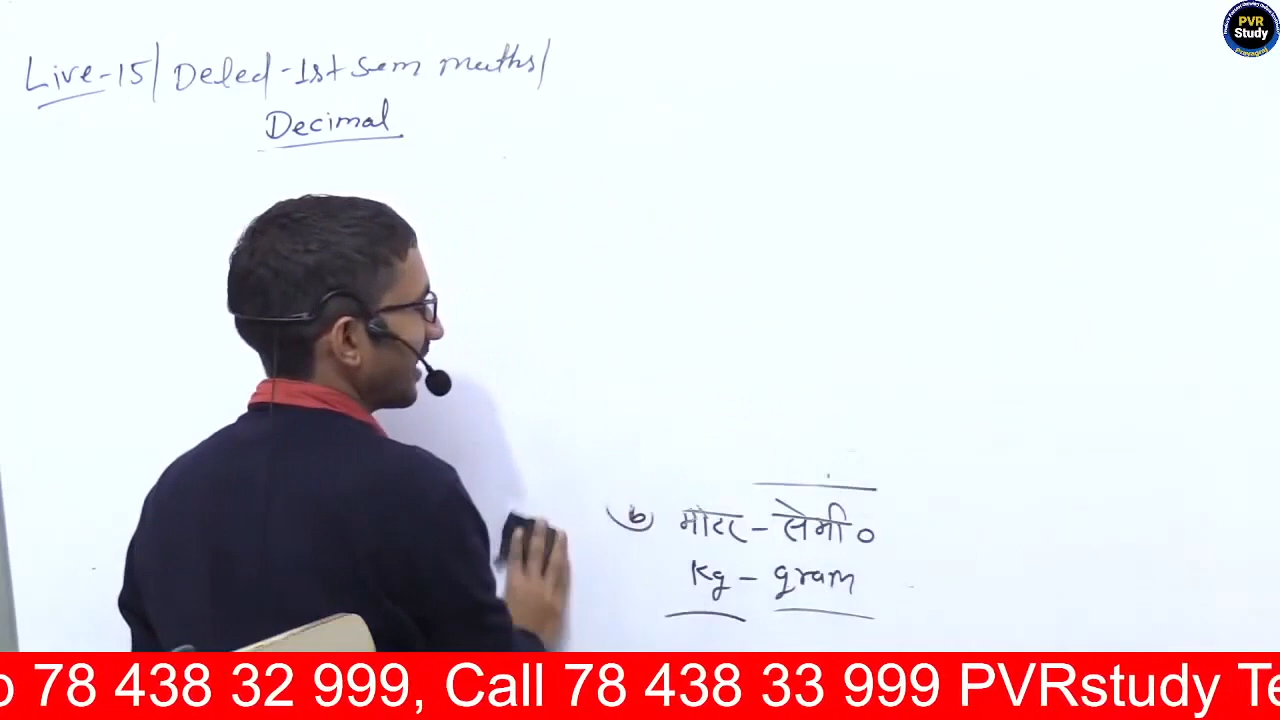 Live-15/ Deled-1st sem maths/
Decimal
PVR
Study
Prayagraj
b मीटर - सेमी०
kg - gram
o 78 438 32 999, Call 78 438 33 999 PVRstudy Te